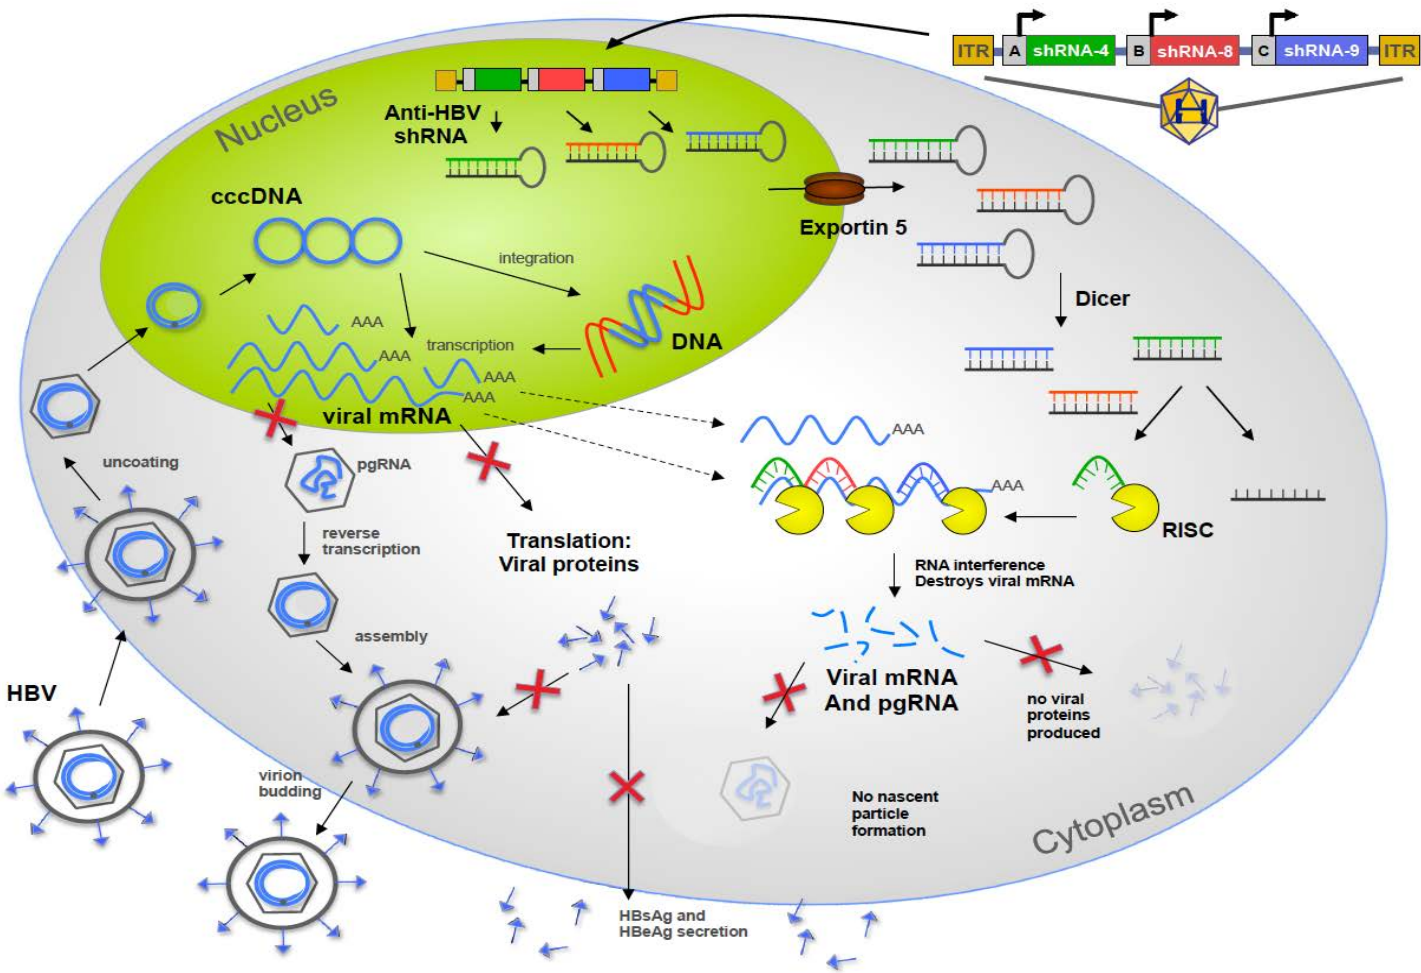 ITR A shRNA-4 B shRNA-8 C shRNA-9 ITR
Nucleus
Anti-HBV
shRNA
cccDNA
Exportin 5
integration
Dicer
AAA
transcription
DNA
AAA
AAA
AAA
viral mRNA
AAA
uncoating
pgRNA
AAA
RISC
reverse
transcription
Translation:
Viral proteins
RNA interference
Destroys viral mRNA
assembly
HBV
Viral mRNA
And pgRNA
no viral
proteins
produced
virion
budding
No nascent
particle
formation
Cytoplasm
HBsAg and
HBeAg secretion